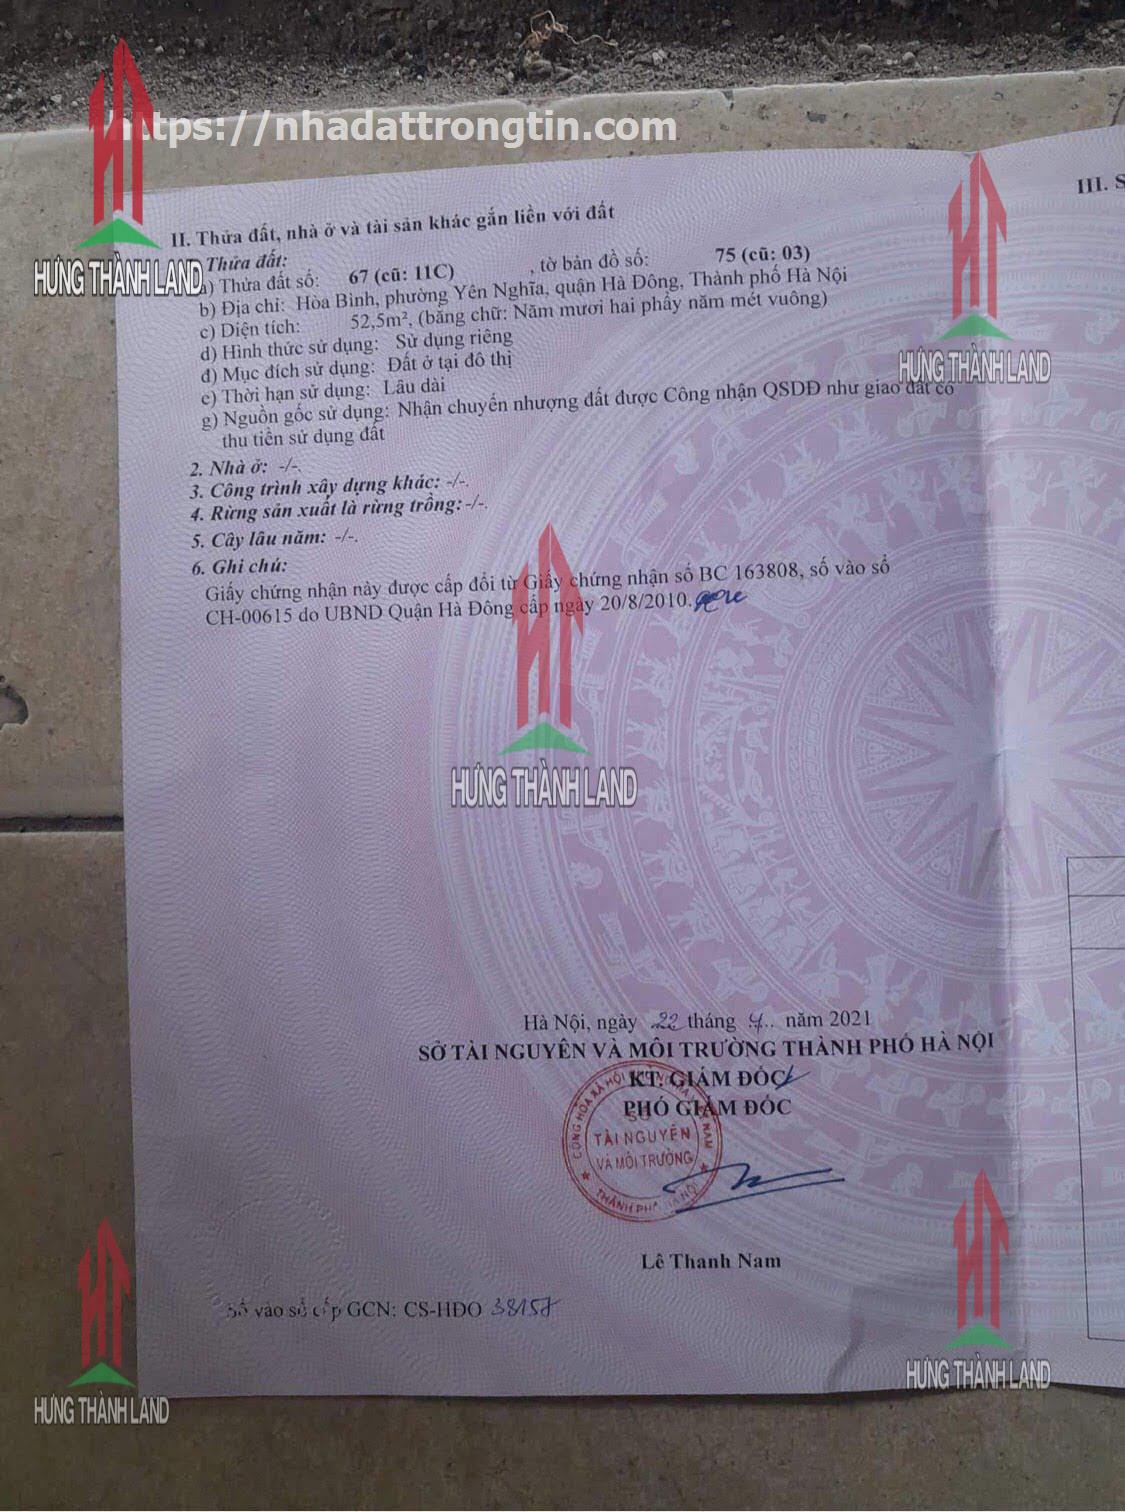 https://nhadattrongtin.com
III. S
II. Thửa đất, nhà ở và tài sản khác gắn liền với đất
Thửa đất:
a) Thửa đất số: 67 (cũ: 11C) , tờ bản đồ số: 75 (cũ: 03)
b) Địa chỉ: Hòa Bình, phường Yên Nghĩa, quận Hà Đông, Thành phố Hà Nội
c) Diện tích: 52,5m², (bằng chữ: Năm mươi hai phẩy năm mét vuông)
d) Hình thức sử dụng: Sử dụng riêng
đ) Mục đích sử dụng: Đất ở tại đô thị
e) Thời hạn sử dụng: Lâu dài
g) Nguồn gốc sử dụng: Nhận chuyển nhượng đất được Công nhận QSDĐ như giao đất có
thu tiền sử dụng đất
2. Nhà ở: -/-.
3. Công trình xây dựng khác: -/-.
4. Rừng sản xuất là rừng trồng: -/-.
5. Cây lâu năm: -/-.
6. Ghi chú:
Giấy chứng nhận này được cấp đổi từ Giấy chứng nhận số BC 163808, số vào sổ
CH-00615 do UBND Quận Hà Đông cấp ngày 20/8/2010.
Hà Nội, ngày 22 tháng 4.. năm 2021
SỞ TÀI NGUYÊN VÀ MÔI TRƯỜNG THÀNH PHỐ HÀ NỘI
KT. GIÁM ĐỐC
PHÓ GIÁM ĐỐC
SỞ
TÀI NGUYÊN
VÀ MÔI TRƯỜNG
THÀNH PHỐ HÀ NỘI
Lê Thanh Nam
Số vào sổ cấp GCN: CS-HĐO 38157
HƯNG THÀNH LAND
HƯNG THÀNH LAND
HƯNG THÀNH LAND
HƯNG THÀNH LAND
HƯNG THÀNH LAND